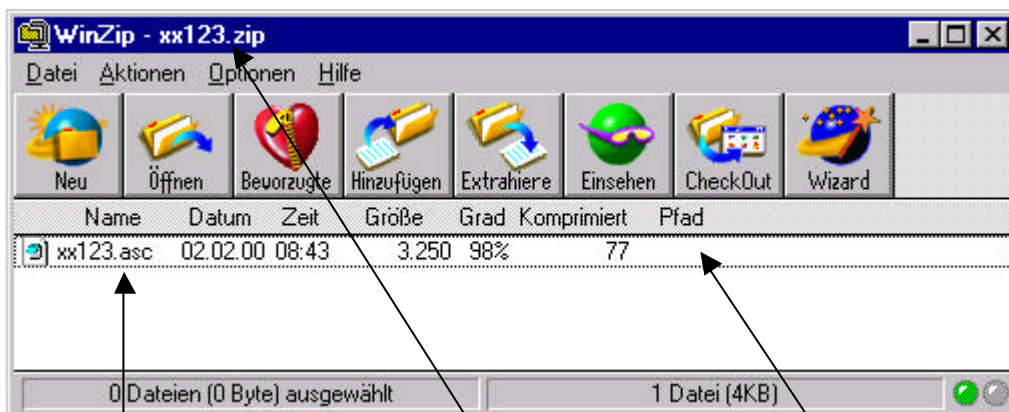 WinZip - xx123.zip
Datei Aktionen Optionen Hilfe
Neu Öffnen Bevorzugte Hinzufügen Extrahiere Einsehen CheckOut Wizard
Name Datum Zeit Größe Grad Komprimiert Pfad
xx123.asc 02.02.00 08:43 3.250 98% 77
0 Dateien (0 Byte) ausgewählt 1 Datei (4KB)